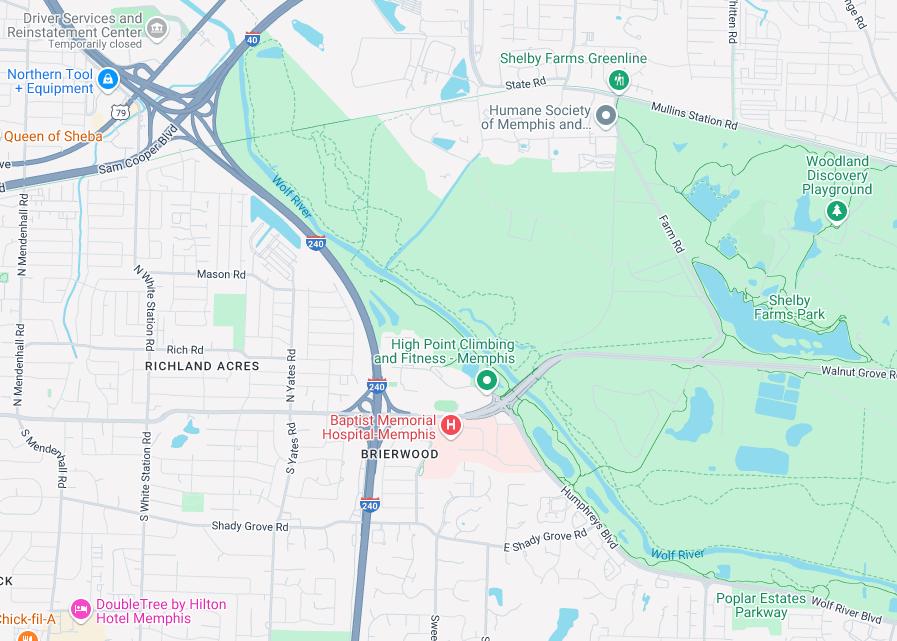 Driver Services and
Reinstatement Center
Temporarily closed
40
Northern Tool
+ Equipment
79
Queen of Sheba
Sam Cooper Blvd
Shelby Farms Greenline
State Rd
Humane Society
of Memphis and...
Mullins Station Rd
Whitten Rd
Woodland
Discovery
Playground
Wolf River
240
N Mendenhall Rd
N White Station Rd
Mason Rd
Farm Rd
Shelby
Farms Park
Rich Rd
RICHLAND ACRES
N Mendenhall Rd
N Yates Rd
High Point Climbing
and Fitness - Memphis
Walnut Grove Rd
240
Baptist Memorial
Hospital-Memphis
BRIERWOOD
S Mendenhall Rd
S White Station Rd
S Yates Rd
240
Shady Grove Rd
E Shady Grove Rd
Humphreys Blvd
Wolf River
DoubleTree by Hilton
Hotel Memphis
Chick-fil-A
Poplar Estates
Parkway
Wolf River Blvd